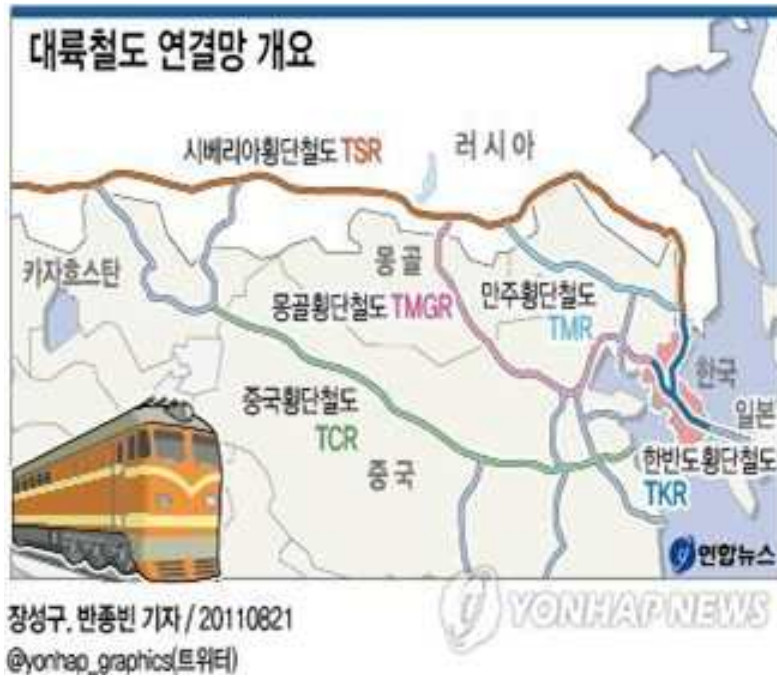 대륙철도 연결망 개요
시베리아횡단철도 TSR
러시아
카자흐스탄
몽골
몽골횡단철도 TMGR
만주횡단철도
TMR
한국
일본
중국횡단철도
TCR
중국
한반도횡단철도
TKR
연합뉴스
YONHAP NEWS
장성구, 반종빈 기자 / 20110821
@yonhap_graphics(트위터)